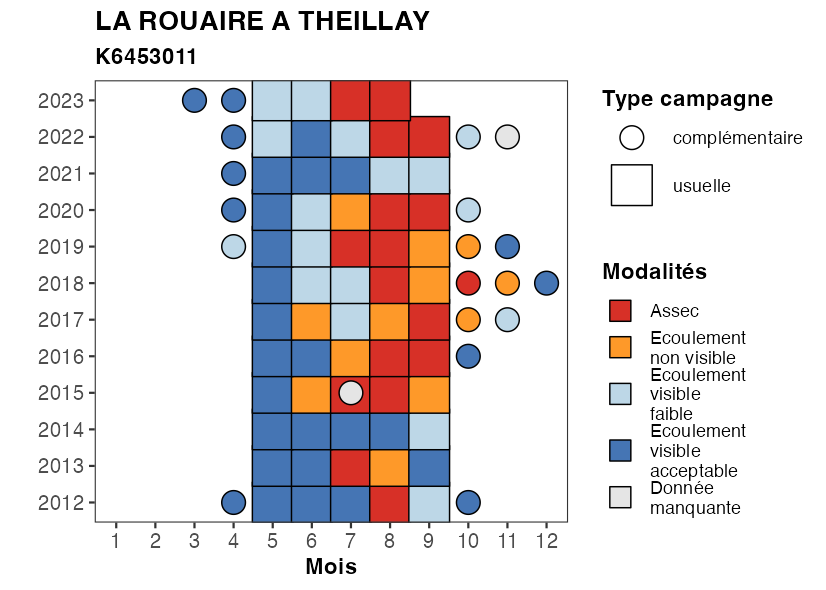 LA ROUAIRE A THEILLAY
K6453011
2023
2022
2021
2020
2019
2018
2017
2016
2015
2014
2013
2012
1 2 3 4 5 6 7 8 9 10 11 12
Mois
Type campagne
complémentaire
usuelle
Modalités
Assec
Ecoulement
non visible
Ecoulement
visible
faible
Ecoulement
visible
acceptable
Donnée
manquante